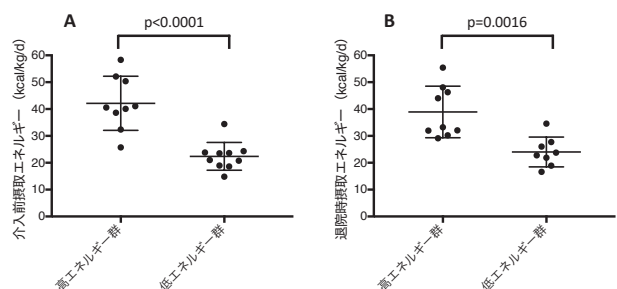 A
p<0.0001
介入前摂取エネルギー（kcal/kg/d）
60
50
40
30
20
10
0
高エネルギー群
低エネルギー群
B
p=0.0016
退院時摂取エネルギー（kcal/kg/d）
60
50
40
30
20
10
0
高エネルギー群
低エネルギー群